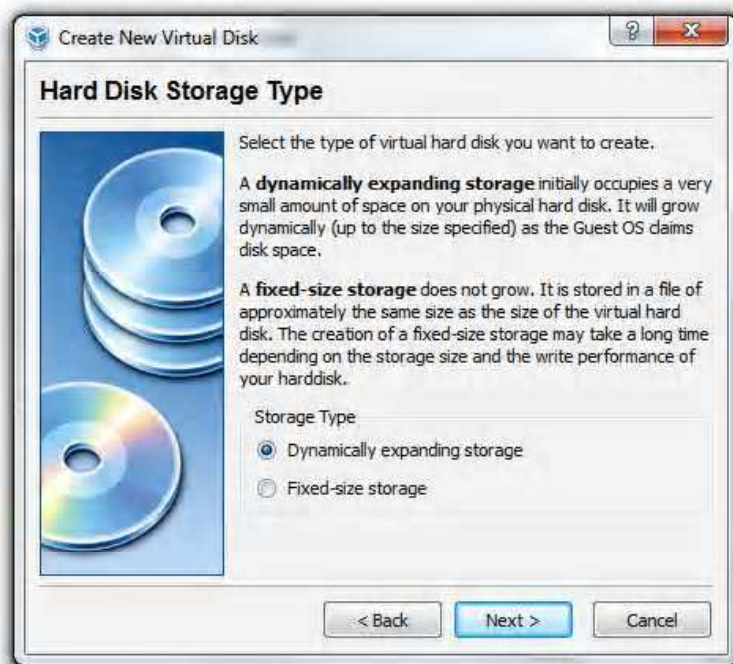 Create New Virtual Disk
Hard Disk Storage Type
Select the type of virtual hard disk you want to create.
A dynamically expanding storage initially occupies a very
small amount of space on your physical hard disk. It will grow
dynamically (up to the size specified) as the Guest OS claims
disk space.
A fixed-size storage does not grow. It is stored in a file of
approximately the same size as the size of the virtual hard
disk. The creation of a fixed-size storage may take a long time
depending on the storage size and the write performance of
your harddisk.
Storage Type
Dynamically expanding storage
Fixed-size storage
< Back
Next >
Cancel